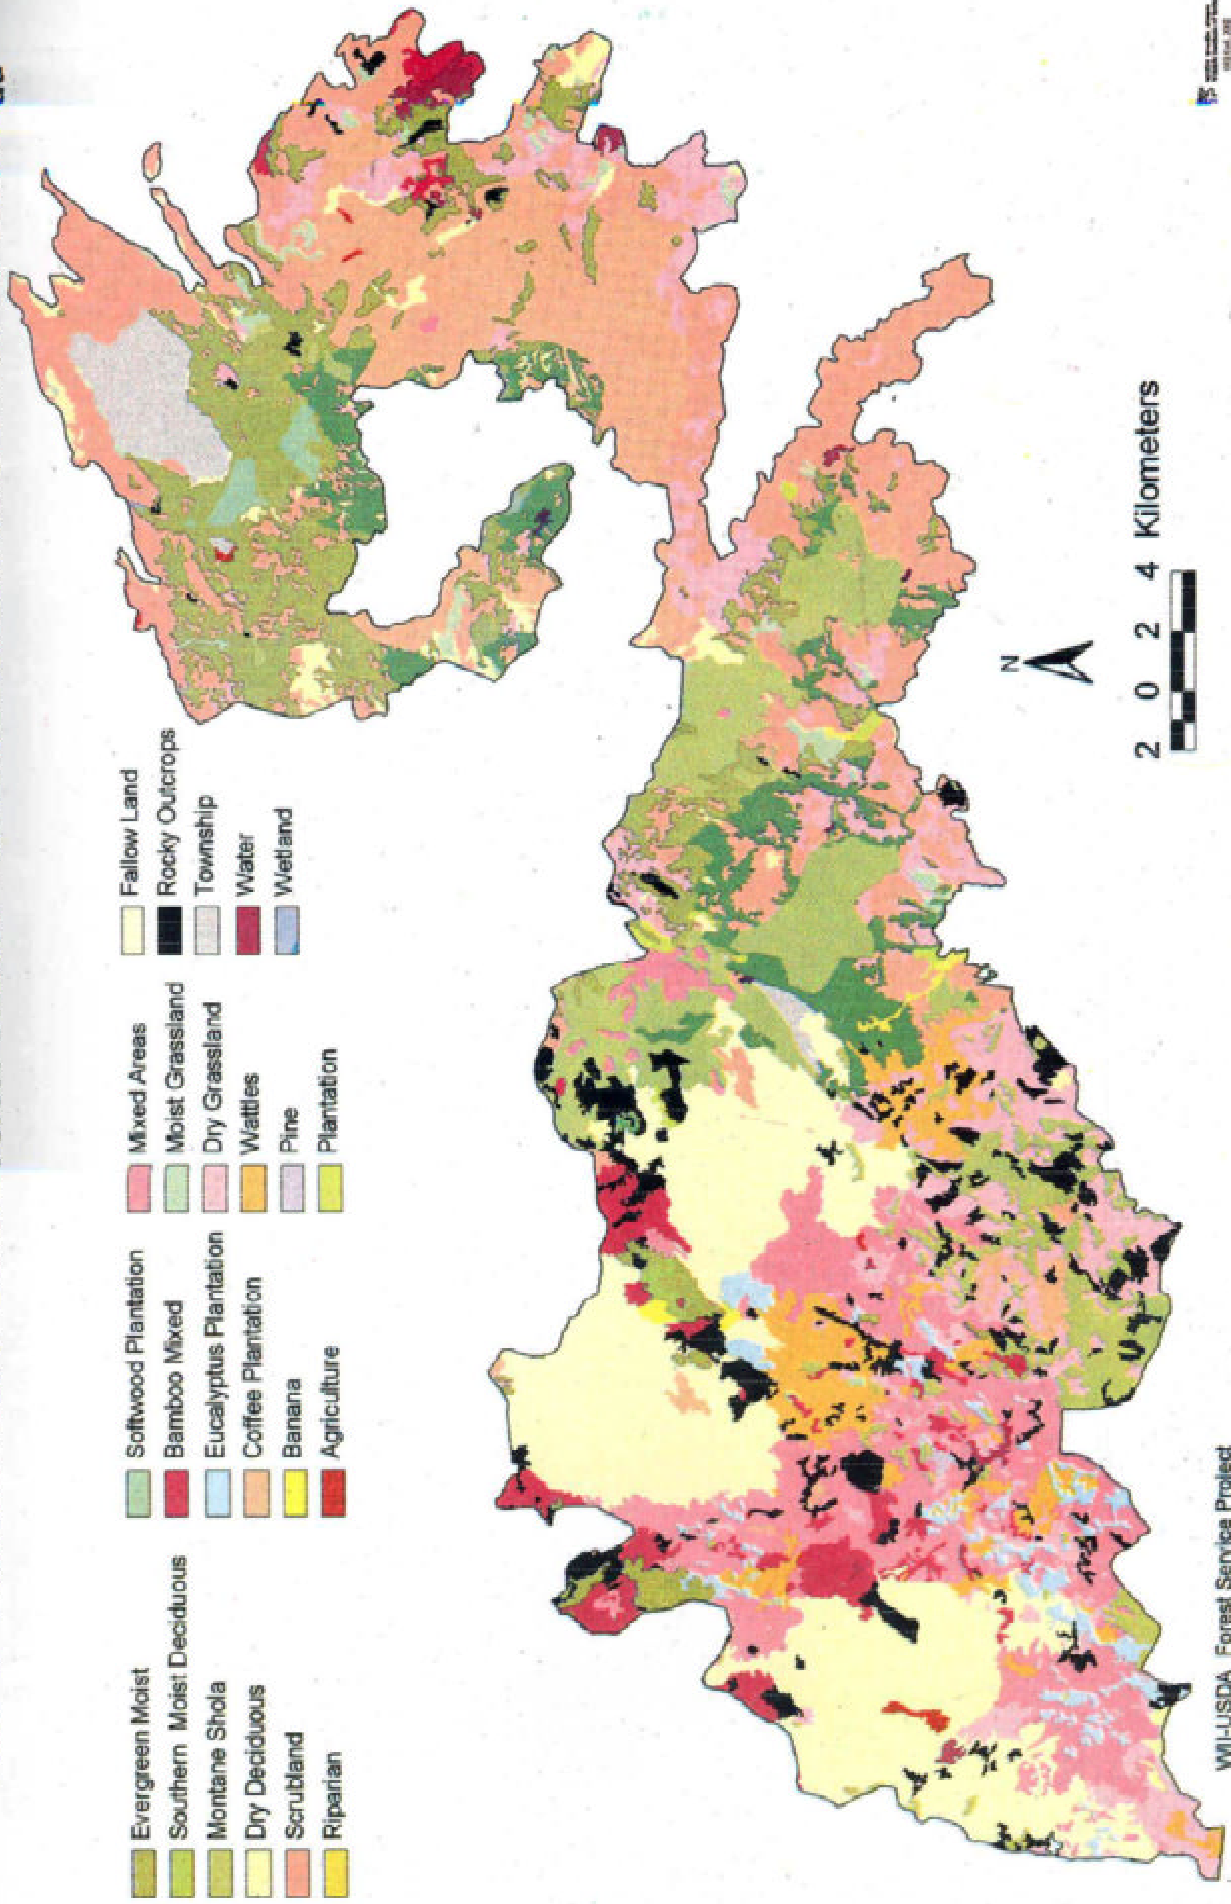 Evergreen Moist
Southern Moist Deciduous
Montane Shola
Dry Deciduous
Scrubland
Riparian
Softwood Plantation
Bamboo Mixed
Eucalyptus Plantation
Coffee Plantation
Banana
Agriculture
Mixed Areas
Moist Grassland
Dry Grassland
Wattles
Pine
Plantation
Fallow Land
Rocky Outcrops
Township
Water
Wetland
N
2 0 2 4 Kilometers
WII-USDA Forest Service Project